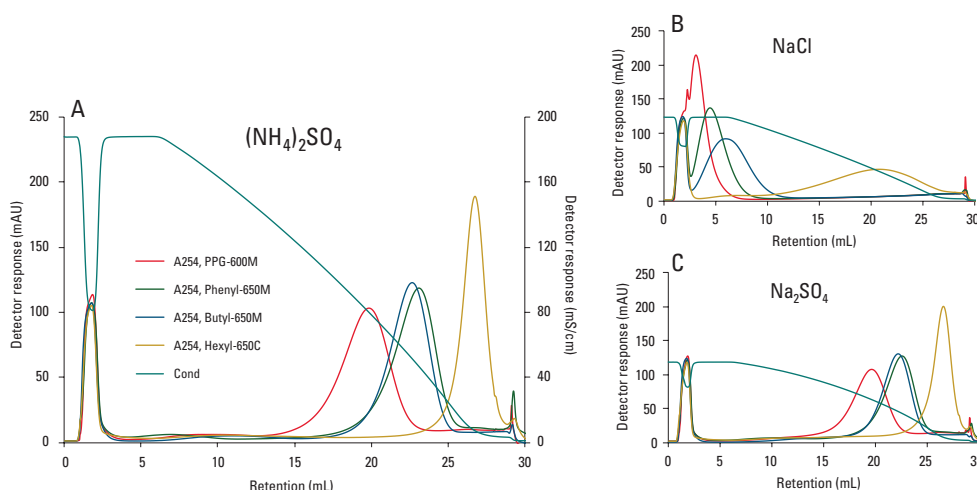 A
(NH4)2SO4
Detector response (mAU)
250
200
150
100
50
0
A254, PPG-600M
A254, Phenyl-650M
A254, Butyl-650M
A254, Hexyl-650C
Cond
200
160
120
80
40
0
Detector response
(mS/cm)
0 5 10 15 20 25 30
Retention (mL)
B
NaCl
Detector response (mAU)
250
200
150
100
50
0
0 5 10 15 20 25 30
Retention (mL)
C
Na2SO4
Detector response (mAU)
250
200
150
100
50
0
0 5 10 15 20 25 30
Retention (mL)